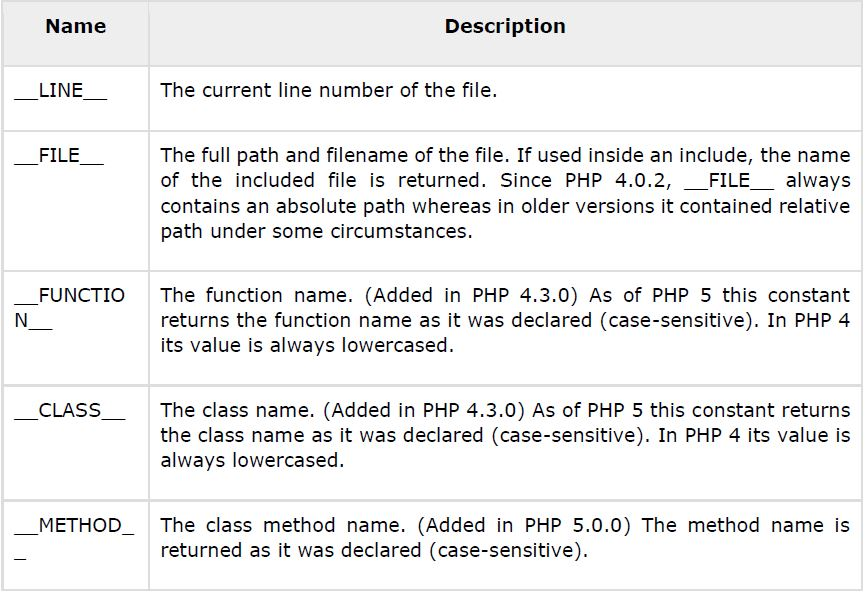 Name Description
__LINE__ The current line number of the file.
__FILE__ The full path and filename of the file. If used inside an include, the name
of the included file is returned. Since PHP 4.0.2, __FILE__ always
contains an absolute path whereas in older versions it contained relative
path under some circumstances.
__FUNCTIO The function name. (Added in PHP 4.3.0) As of PHP 5 this constant
N__ returns the function name as it was declared (case-sensitive). In PHP 4
its value is always lowercased.
__CLASS__ The class name. (Added in PHP 4.3.0) As of PHP 5 this constant returns
the class name as it was declared (case-sensitive). In PHP 4 its value is
always lowercased.
__METHOD_ The class method name. (Added in PHP 5.0.0) The method name is
_ returned as it was declared (case-sensitive).